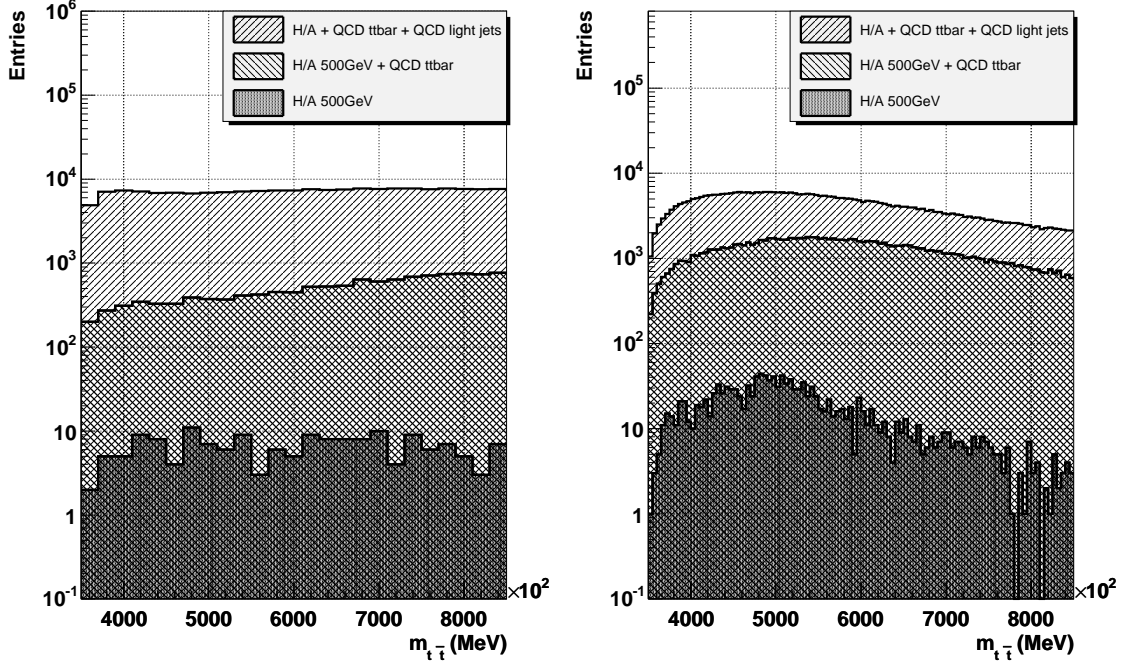 Entries
10^6
10^5
10^4
10^3
10^2
10
1
10^-1
H/A + QCD ttbar + QCD light jets
H/A 500GeV + QCD ttbar
H/A 500GeV
4000 5000 6000 7000 8000
×10^2
m_{t t̅} (MeV)
Entries
10^5
10^4
10^3
10^2
10
1
10^-1
H/A + QCD ttbar + QCD light jets
H/A 500GeV + QCD ttbar
H/A 500GeV
4000 5000 6000 7000 8000
×10^2
m_{t t̅} (MeV)